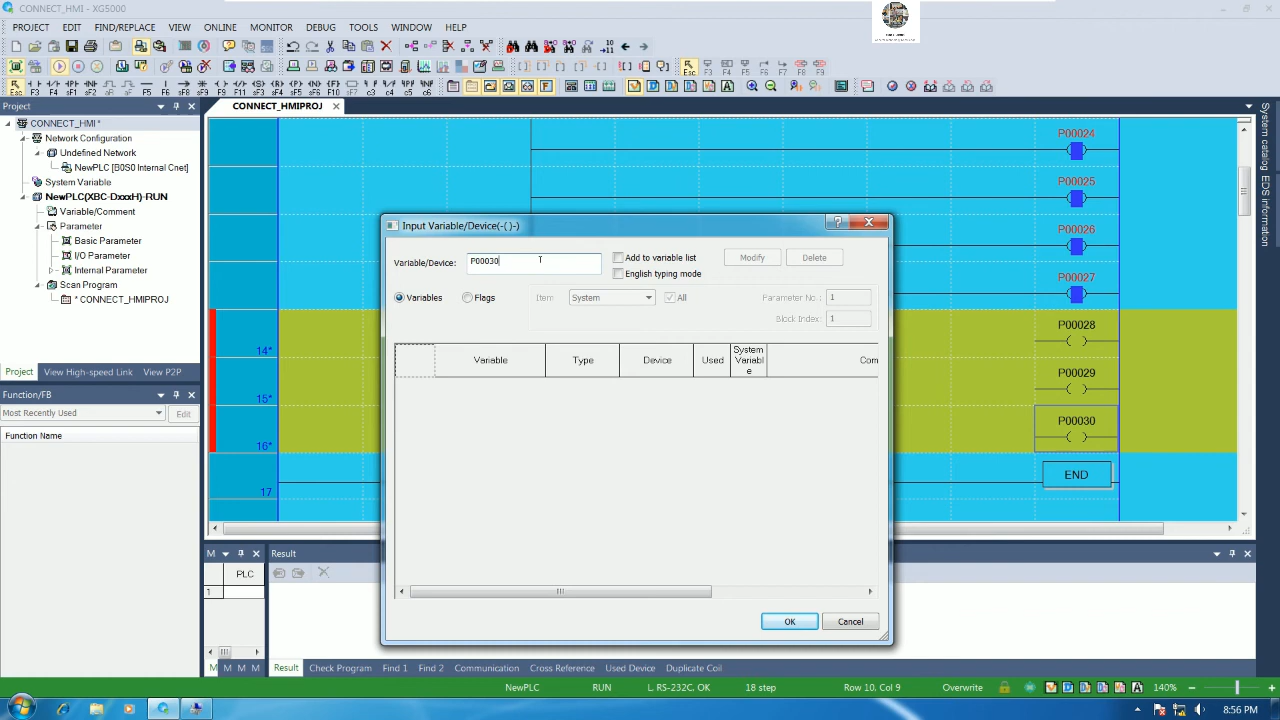 CONNECT_HMI - XG5000
PROJECT EDIT FIND/REPLACE VIEW ONLINE MONITOR DEBUG TOOLS WINDOW HELP
Project
CONNECT_HMIPROJ
CONNECT_HMI *
Network Configuration
Undefined Network
NewPLC [B0S0 Internal Cnet]
System Variable
NewPLC(XBC-DxxxH)-RUN
Variable/Comment
Parameter
Basic Parameter
I/O Parameter
Internal Parameter
Scan Program
* CONNECT_HMIPROJ
Project View High-speed Link View P2P
Function/FB
Most Recently Used Edit
Function Name
P00024
P00025
P00026
P00027
P00028
14*
P00029
15*
P00030
16*
END
17
Input Variable/Device(-( )-)
Variable/Device: P00030
Add to variable list
Modify Delete
English typing mode
Variables Flags Item System All Parameter No.: 1
Block Index: 1
Variable Type Device Used System Variabl e Com
OK Cancel
M
PLC
1
M M M M
Result
Result Check Program Find 1 Find 2 Communication Cross Reference Used Device Duplicate Coil
System catalog EDS information
NewPLC RUN L, RS-232C, OK 18 step Row 10, Col 9 Overwrite 140%
8:56 PM